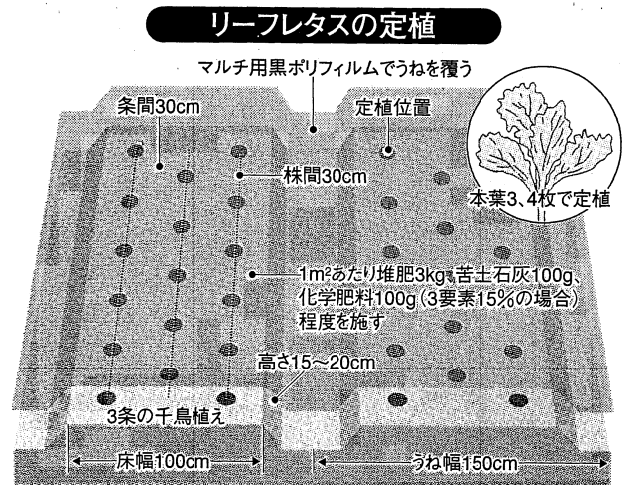 リーフレタスの定植
マルチ用黒ポリフィルムでうねを覆う
条間30cm
定植位置
株間30cm
本葉3、4枚で定植
1m²あたり堆肥3kg、苦土石灰100g、
化学肥料100g(3要素15%の場合)
程度を施す
高さ15〜20cm
3条の千鳥植え
床幅100cm
うね幅150cm